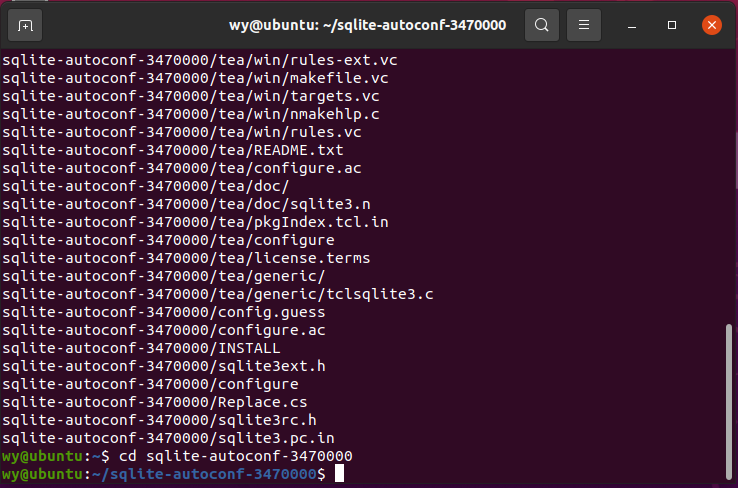 wy@ubuntu: ~/sqlite-autoconf-3470000
sqlite-autoconf-3470000/tea/win/rules-ext.vc
sqlite-autoconf-3470000/tea/win/makefile.vc
sqlite-autoconf-3470000/tea/win/targets.vc
sqlite-autoconf-3470000/tea/win/nmakehlp.c
sqlite-autoconf-3470000/tea/win/rules.vc
sqlite-autoconf-3470000/tea/README.txt
sqlite-autoconf-3470000/tea/configure.ac
sqlite-autoconf-3470000/tea/doc/
sqlite-autoconf-3470000/tea/doc/sqlite3.n
sqlite-autoconf-3470000/tea/pkgIndex.tcl.in
sqlite-autoconf-3470000/tea/configure
sqlite-autoconf-3470000/tea/license.terms
sqlite-autoconf-3470000/tea/generic/
sqlite-autoconf-3470000/tea/generic/tclsqlite3.c
sqlite-autoconf-3470000/config.guess
sqlite-autoconf-3470000/configure.ac
sqlite-autoconf-3470000/INSTALL
sqlite-autoconf-3470000/sqlite3ext.h
sqlite-autoconf-3470000/configure
sqlite-autoconf-3470000/Replace.cs
sqlite-autoconf-3470000/sqlite3rc.h
sqlite-autoconf-3470000/sqlite3.pc.in
wy@ubuntu:~$ cd sqlite-autoconf-3470000
wy@ubuntu:~/sqlite-autoconf-3470000$